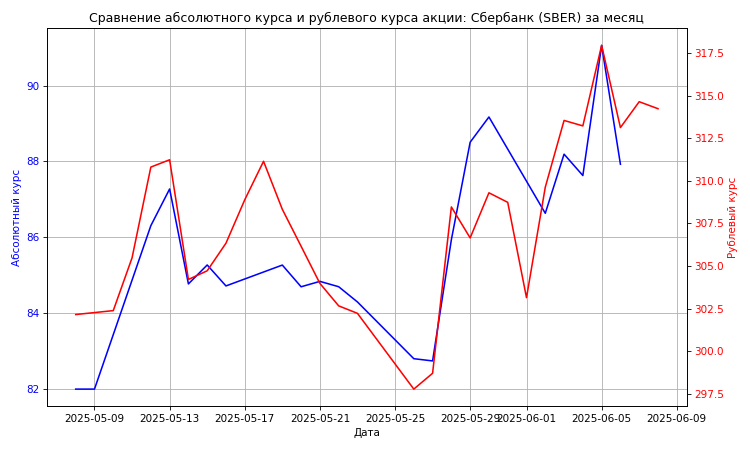 Сравнение абсолютного курса и рублевого курса акции: Сбербанк (SBER) за месяц
Абсолютный курс
90
88
86
84
82
317.5
315.0
312.5
310.0
307.5
305.0
302.5
300.0
297.5
Рублевый курс
2025-05-09 2025-05-13 2025-05-17 2025-05-21 2025-05-25 2025-05-29 2025-06-01 2025-06-05 2025-06-09
Дата